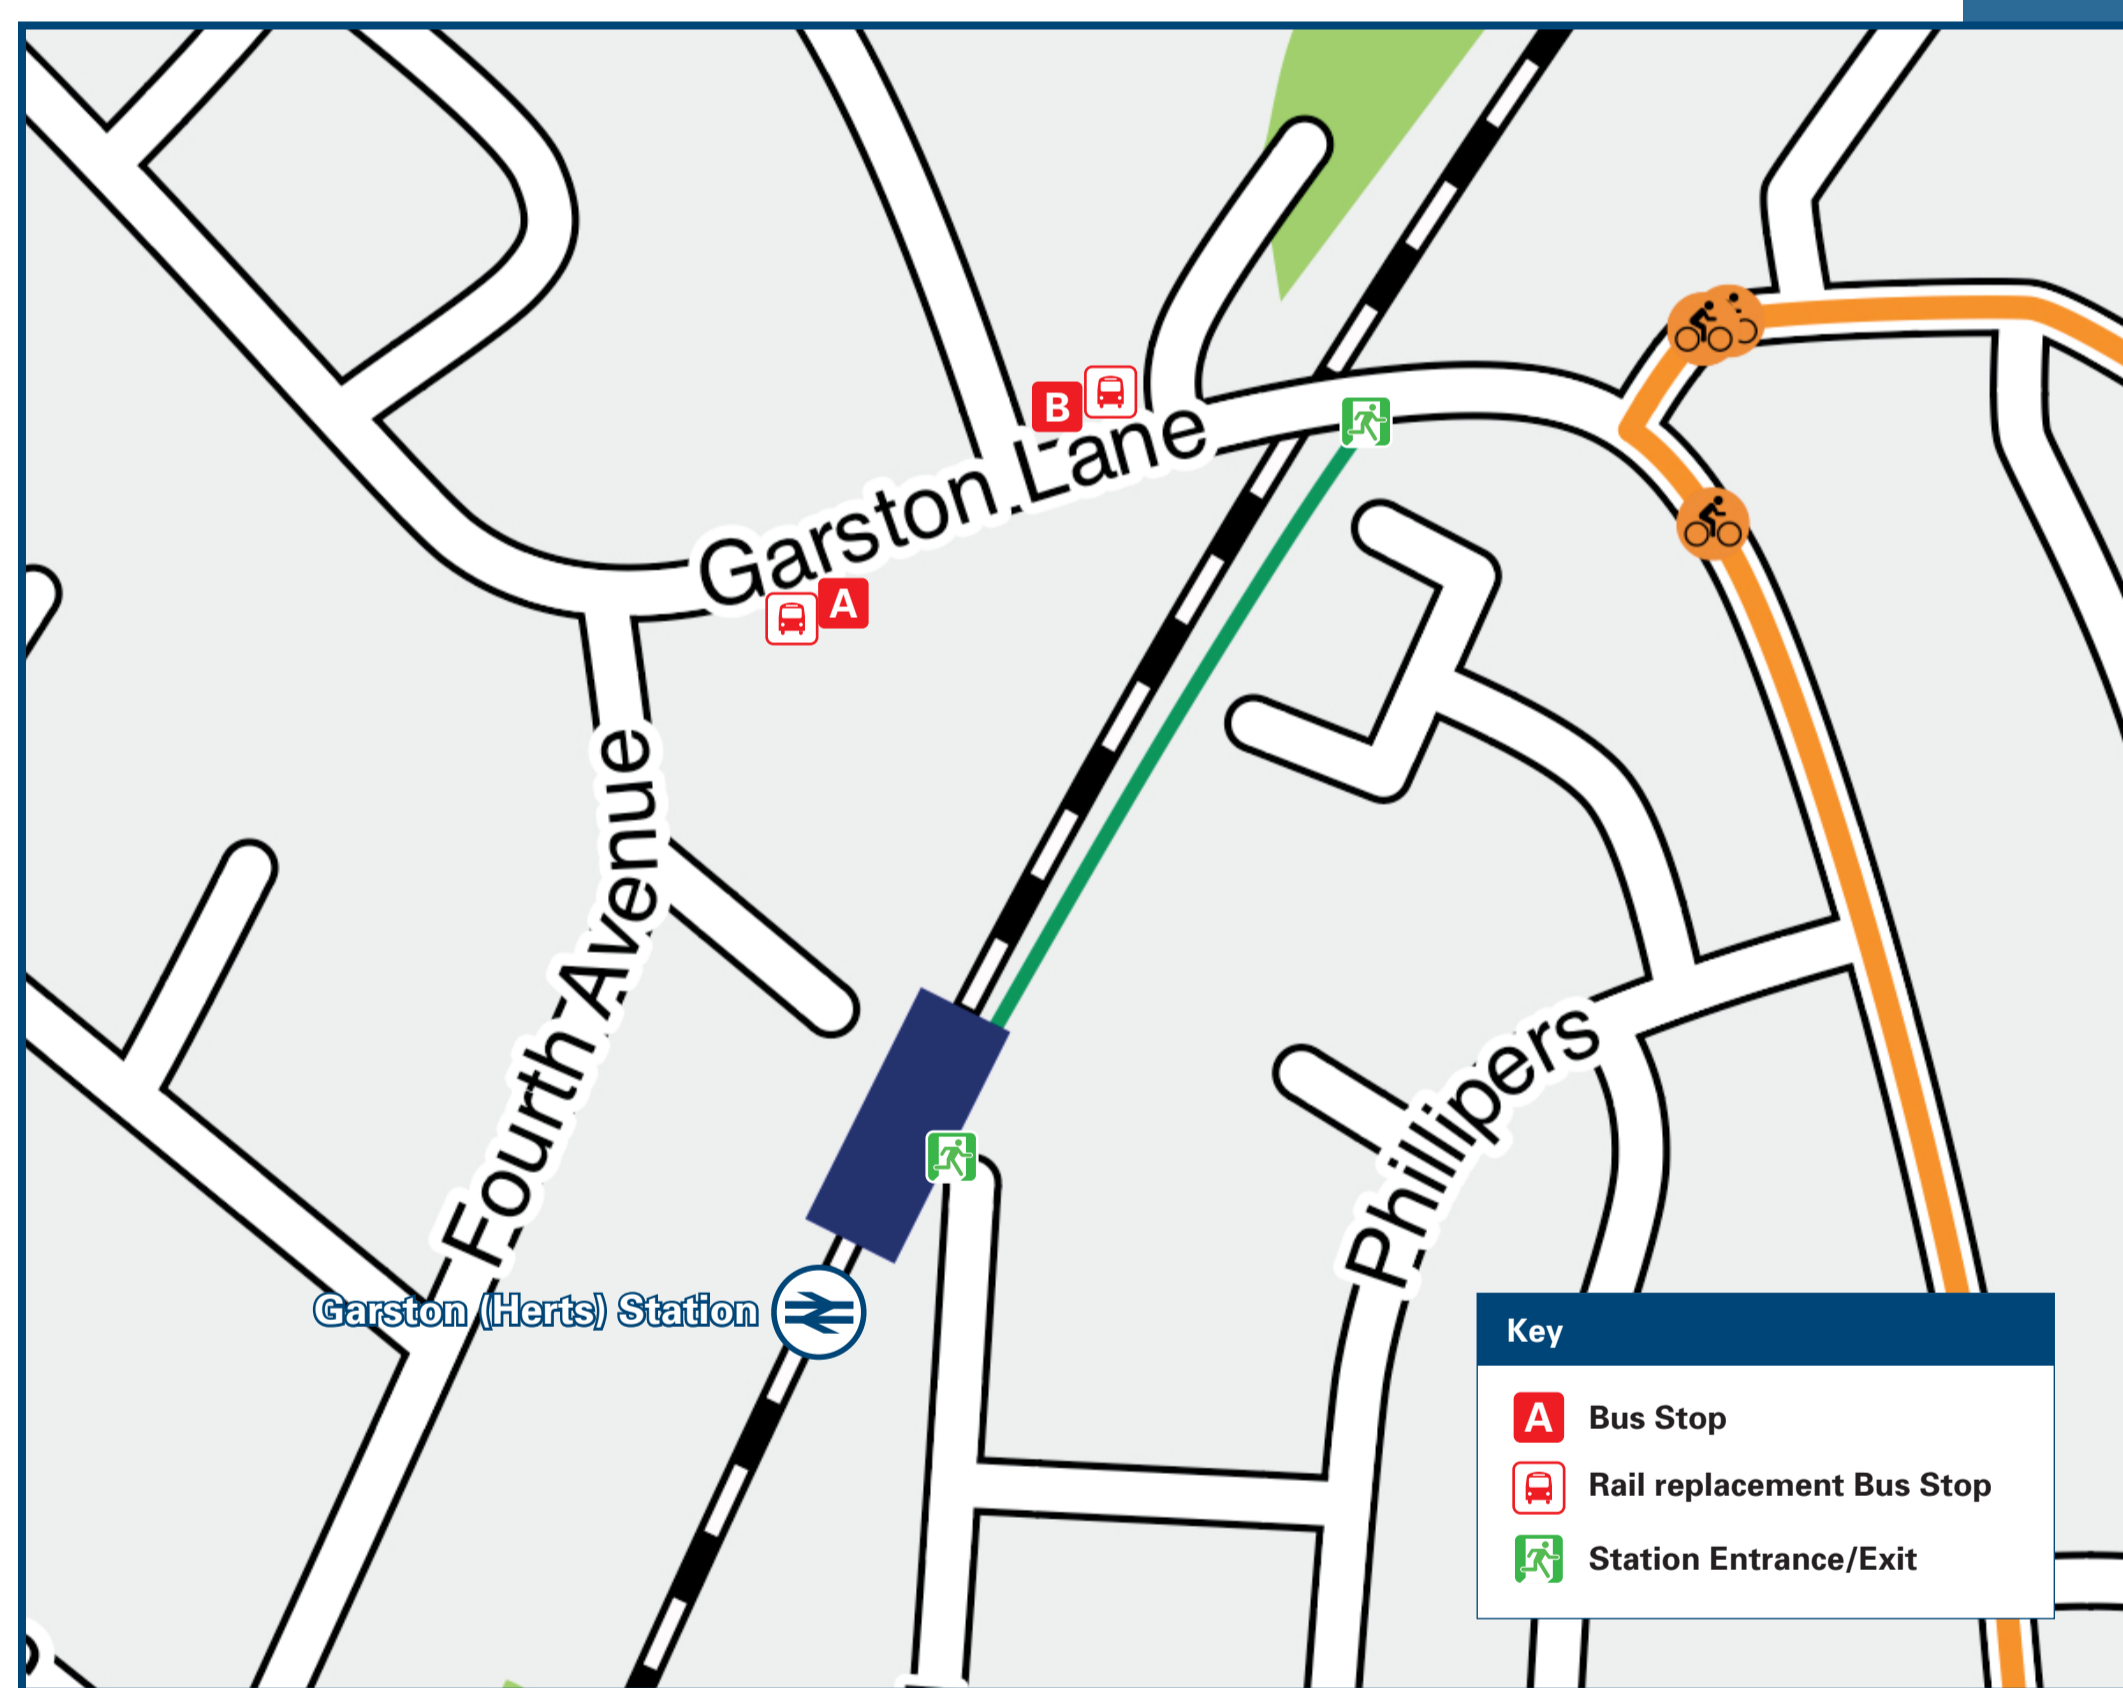 B
Garston Lane
A
Fourth Avenue
Phillipers
Garston (Herts) Station
Key
A Bus Stop
Rail replacement Bus Stop
Station Entrance/Exit